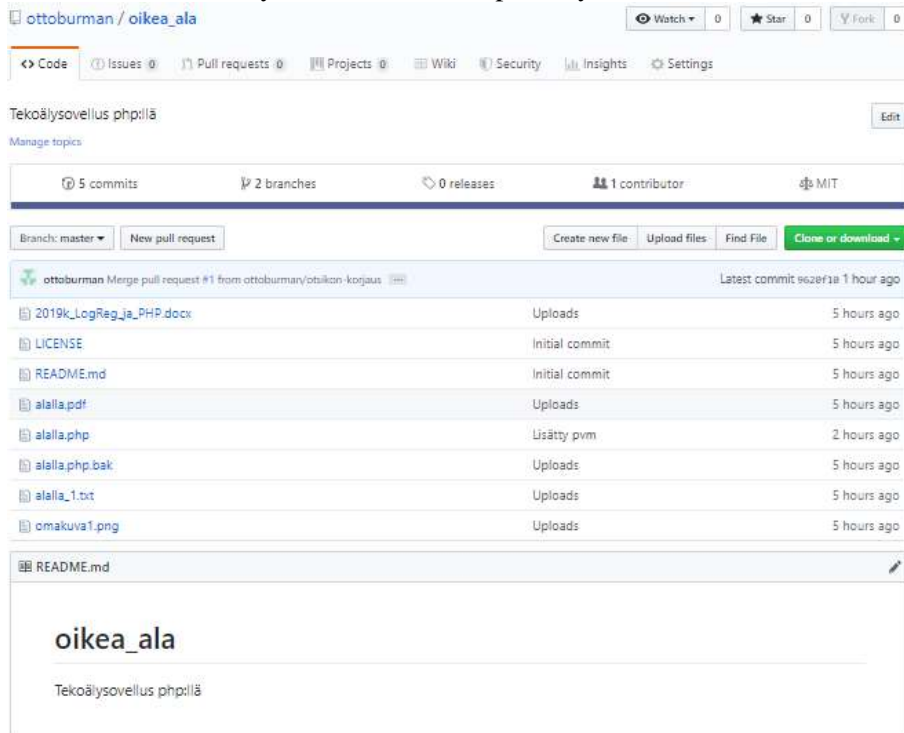 ottoburman / oikea_ala Watch 0 Star 0 Fork 0
Code Issues 0 Pull requests 0 Projects 0 Wiki Security Insights Settings
Tekoälysovellus php:llä Edit
Manage topics
5 commits 2 branches 0 releases 1 contributor MIT
Branch: master New pull request Create new file Upload files Find File Clone or download
ottoburman Merge pull request #1 from ottoburman/otsikon-korjaus ... Latest commit 9620f10 1 hour ago
2019k_LogReg_ja_PHP.docx Uploads 5 hours ago
LICENSE Initial commit 5 hours ago
README.md Initial commit 5 hours ago
alalla.pdf Uploads 5 hours ago
alalla.php Lisätty pvm 2 hours ago
alalla.php.bak Uploads 5 hours ago
alalla_1.txt Uploads 5 hours ago
omakuva1.png Uploads 5 hours ago
README.md
oikea_ala
Tekoälysovellus php:llä